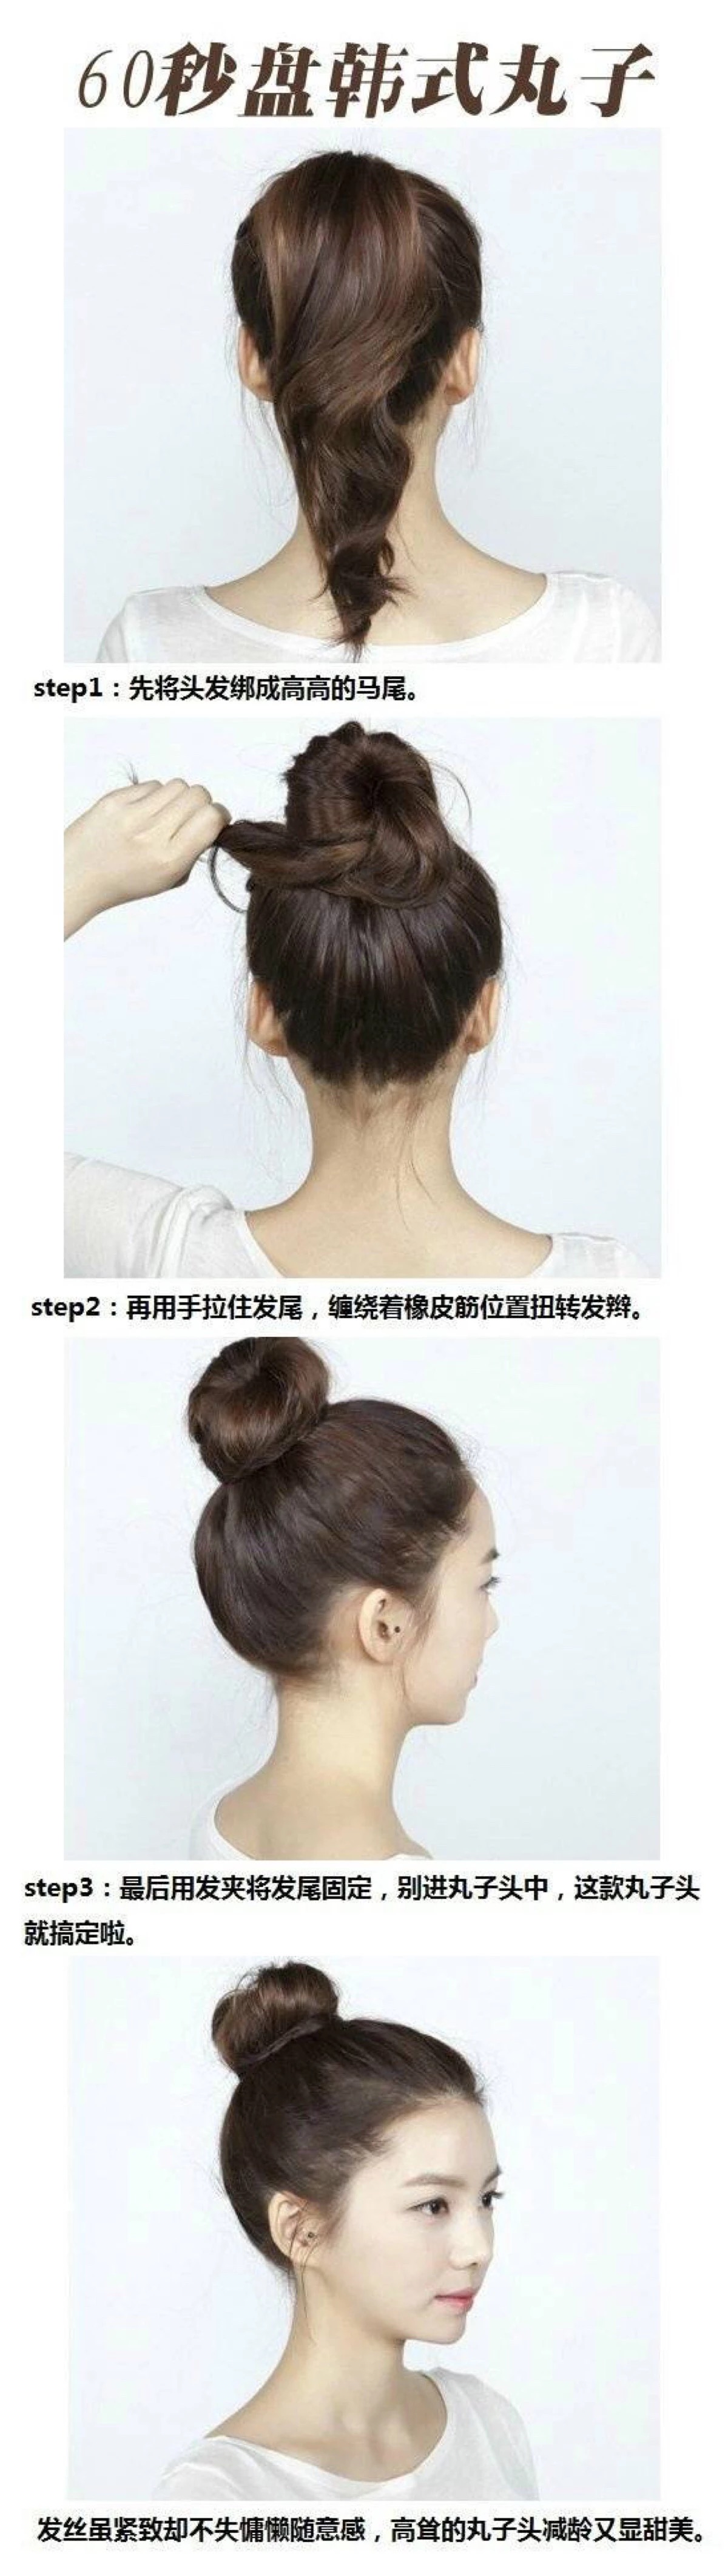 60秒盘韩式丸子
step1：先将头发绑成高高的马尾。
step2：再用手拉住发尾，缠绕着橡皮筋位置扭转发辫。
step3：最后用发夹将发尾固定，别进丸子头中，这款丸子头
就搞定啦。
发丝虽紧致却不失慵懒随意感，高耸的丸子头减龄又显甜美。